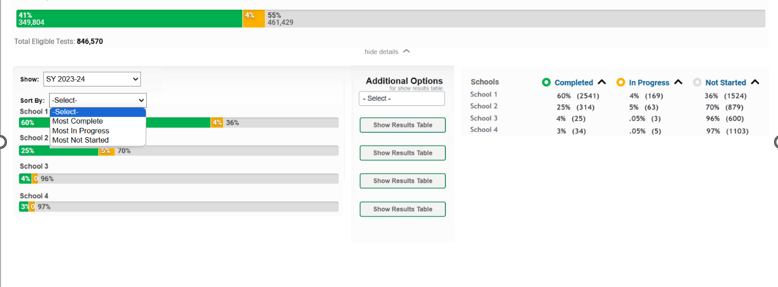 41% 4% 55%
349,804 461,429
Total Eligible Tests: 846,570
hide details
Show: SY 2023-24
Sort By: -Select-
-Select-
Most Complete
Most In Progress
Most Not Started
School 1
60% 4% 36%
School 2
25% 5% 70%
School 3
4% 0 96%
School 4
3% 0 97%
Additional Options
for show results table
- Select -
Show Results Table
Show Results Table
Show Results Table
Show Results Table
Schools Completed In Progress Not Started
School 1 60% (2541) 4% (169) 36% (1524)
School 2 25% (314) 5% (63) 70% (879)
School 3 4% (25) .05% (3) 96% (600)
School 4 3% (34) .05% (5) 97% (1103)